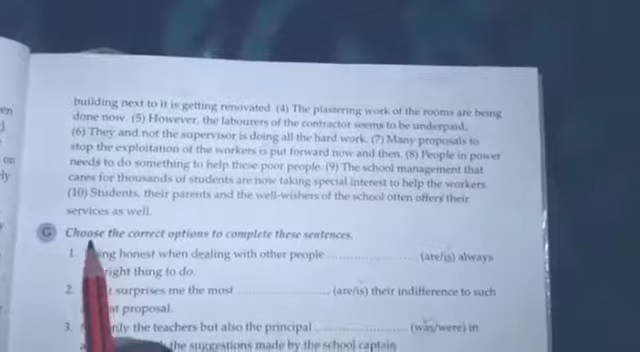 building next to it is getting renovated. (4) The plastering work of the rooms are being
done now. (5) However, the labourers of the contractor seems to be underpaid.
(6) They and not the supervisor is doing all the hard work. (7) Many proposals to
stop the exploitation of the workers is put forward now and then. (8) People in power
needs to do something to help these poor people. (9) The school management that
cares for thousands of students are now taking special interest to help the workers.
(10) Students, their parents and the well-wishers of the school often offers their
services as well.
G Choose the correct options to complete these sentences.
1. ng honest when dealing with other people .................... (are/is) always
right thing to do.
2. surprises me the most .................... (are/is) their indifference to such
proposal.
3. only the teachers but also the principal .................... (was/were) in
the suggestions made by the school captain